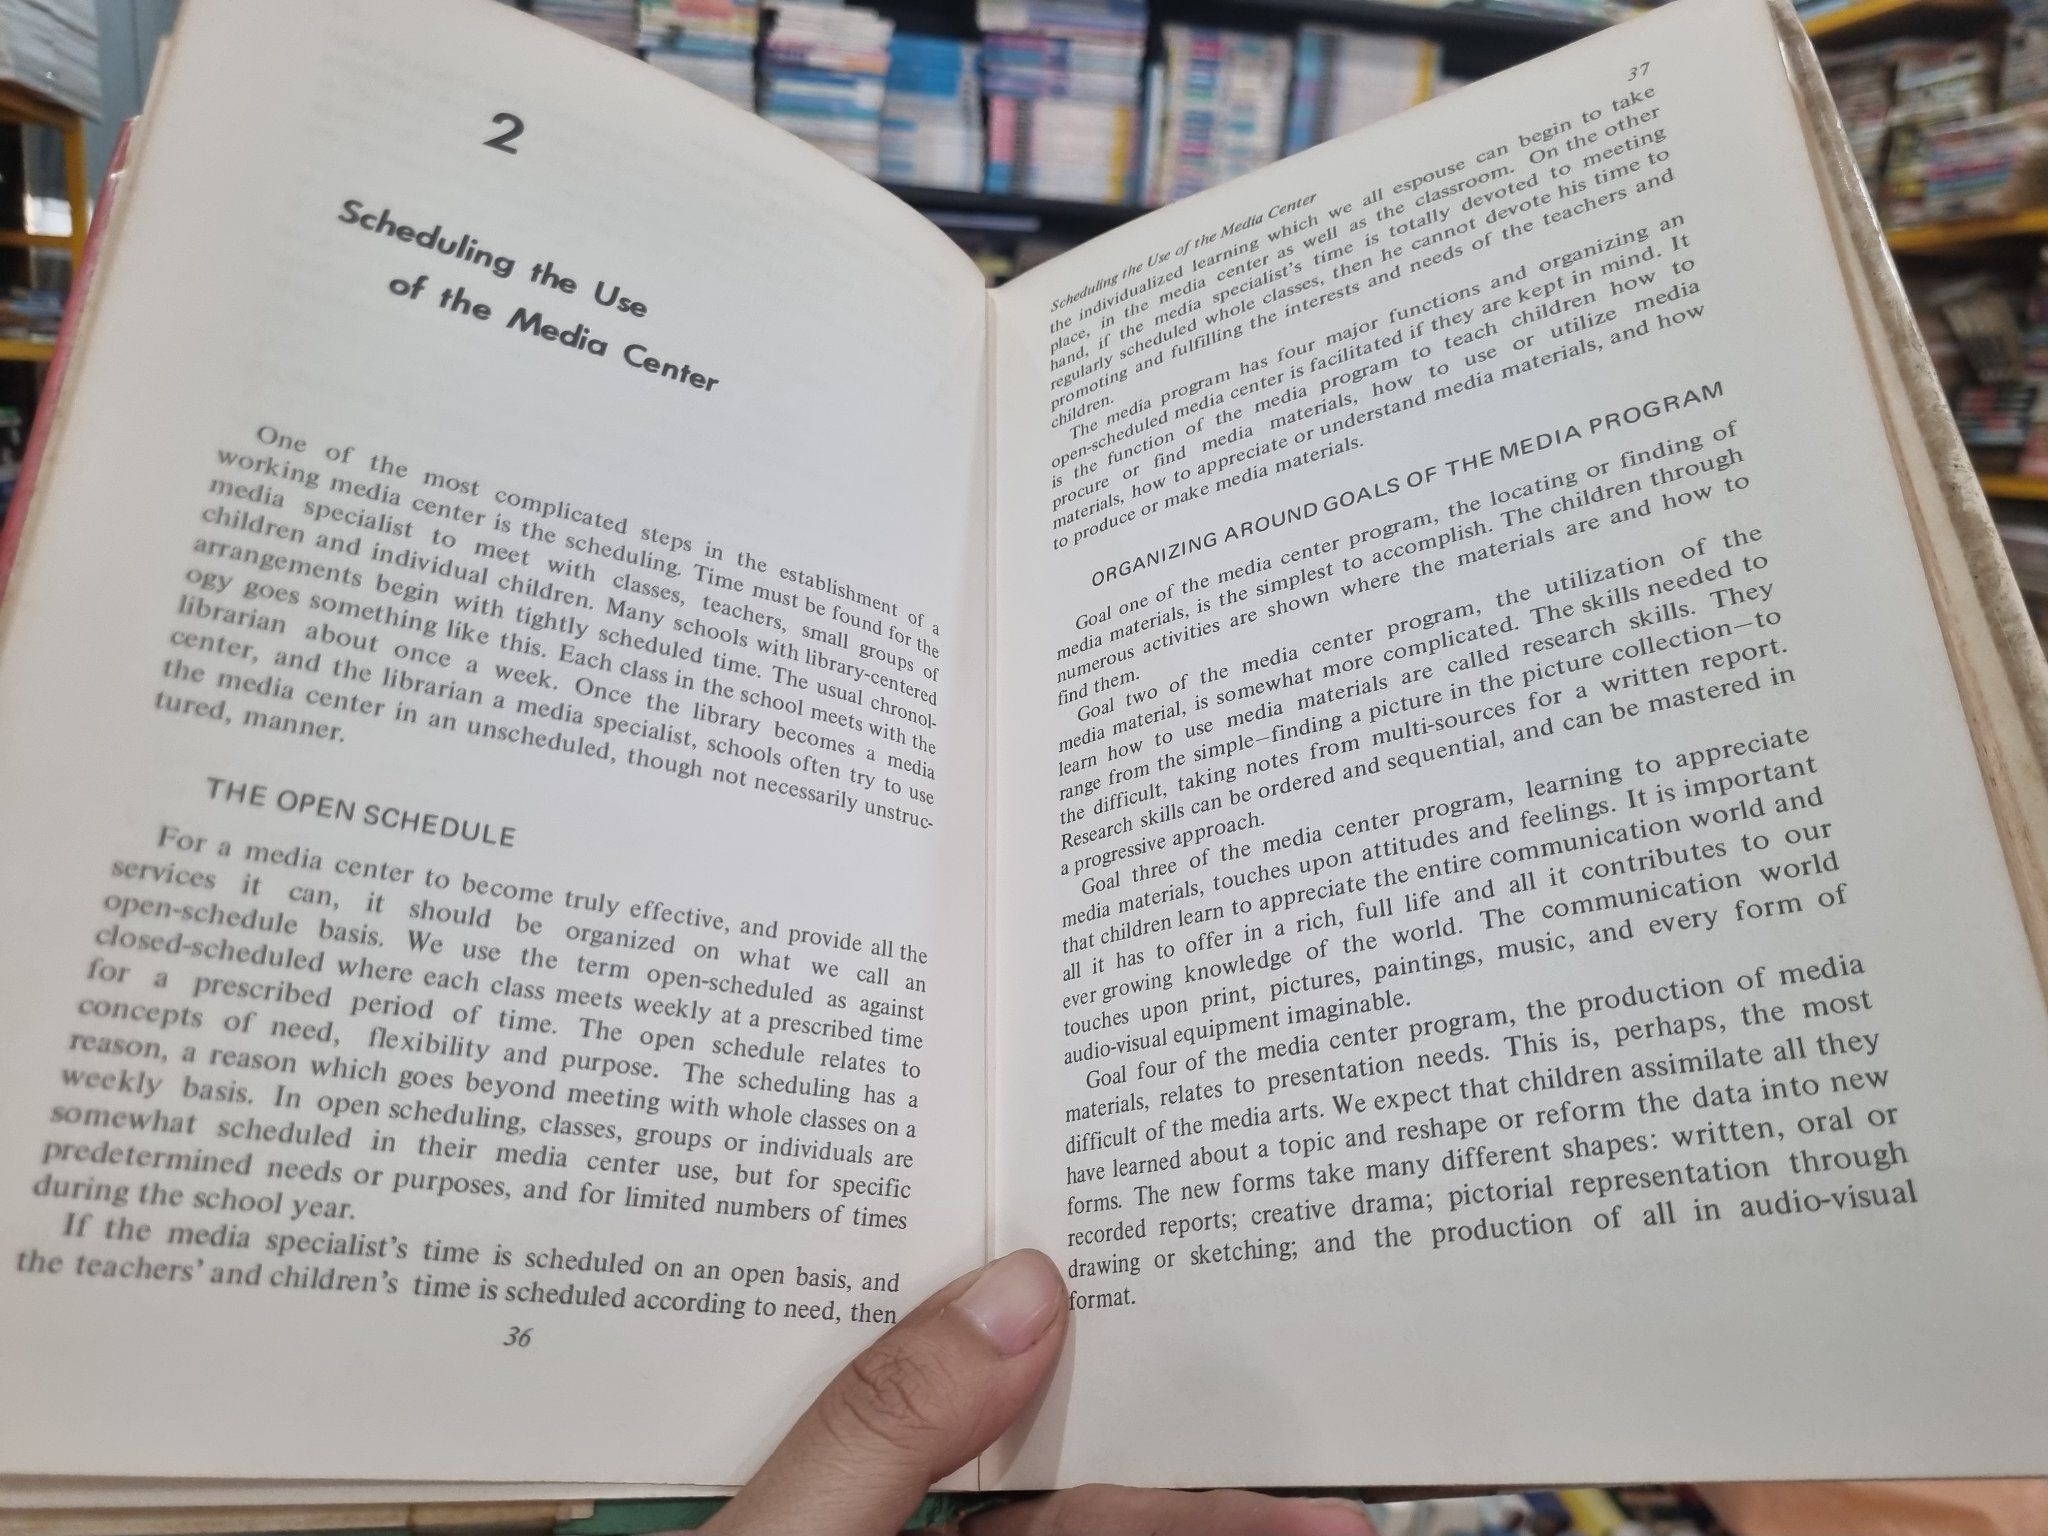 2
Scheduling the Use
of the Media Center
One of the most complicated steps in the establishment of a
working media center is the scheduling. Time must be found for the
media specialist to meet with classes, teachers, small groups of
children and individual children. Many schools with library-centered
arrangements begin with tightly scheduled time. The usual chronol-
ogy goes something like this. Each class in the school meets with the
librarian about once a week. Once the library becomes a media
center, and the librarian a media specialist, schools often try to use
the media center in an unscheduled, though not necessarily unstruc-
tured, manner.
THE OPEN SCHEDULE
For a media center to become truly effective, and provide all the
services it can, it should be organized on what we call an
open-schedule basis. We use the term open-scheduled as against
closed-scheduled where each class meets weekly at a prescribed time
for a prescribed period of time. The open schedule relates to
concepts of need, flexibility and purpose. The scheduling has a
reason, a reason which goes beyond meeting with whole classes on a
weekly basis. In open scheduling, classes, groups or individuals are
somewhat scheduled in their media center use, but for specific
predetermined needs or purposes, and for limited numbers of times
during the school year.
If the media specialist's time is scheduled on an open basis, and
the teachers' and children's time is scheduled according to need, then
36
Scheduling the Use of the Media Center 37
the individualized learning which we all espouse can begin to take
place, in the media center as well as the classroom. On the other
hand, if the media specialist's time is totally devoted to meeting
regularly scheduled whole classes, then he cannot devote his time to
promoting and fulfilling the interests and needs of the teachers and
children.
The media program has four major functions and organizing an
open-scheduled media center is facilitated if they are kept in mind. It
is the function of the media program to teach children how to
procure or find media materials, how to use or utilize media
materials, how to appreciate or understand media materials, and how
to produce or make media materials.
ORGANIZING AROUND GOALS OF THE MEDIA PROGRAM
Goal one of the media center program, the locating or finding of
media materials, is the simplest to accomplish. The children through
numerous activities are shown where the materials are and how to
find them.
Goal two of the media center program, the utilization of the
media material, is somewhat more complicated. The skills needed to
learn how to use media materials are called research skills. They
range from the simple—finding a picture in the picture collection—to
the difficult, taking notes from multi-sources for a written report.
Research skills can be ordered and sequential, and can be mastered in
a progressive approach.
Goal three of the media center program, learning to appreciate
media materials, touches upon attitudes and feelings. It is important
that children learn to appreciate the entire communication world and
all it has to offer in a rich, full life and all it contributes to our
ever growing knowledge of the world. The communication world
touches upon print, pictures, paintings, music, and every form of
audio-visual equipment imaginable.
Goal four of the media center program, the production of media
materials, relates to presentation needs. This is, perhaps, the most
difficult of the media arts. We expect that children assimilate all they
have learned about a topic and reshape or reform the data into new
forms. The new forms take many different shapes: written, oral or
recorded reports; creative drama; pictorial representation through
drawing or sketching; and the production of all in audio-visual
format.